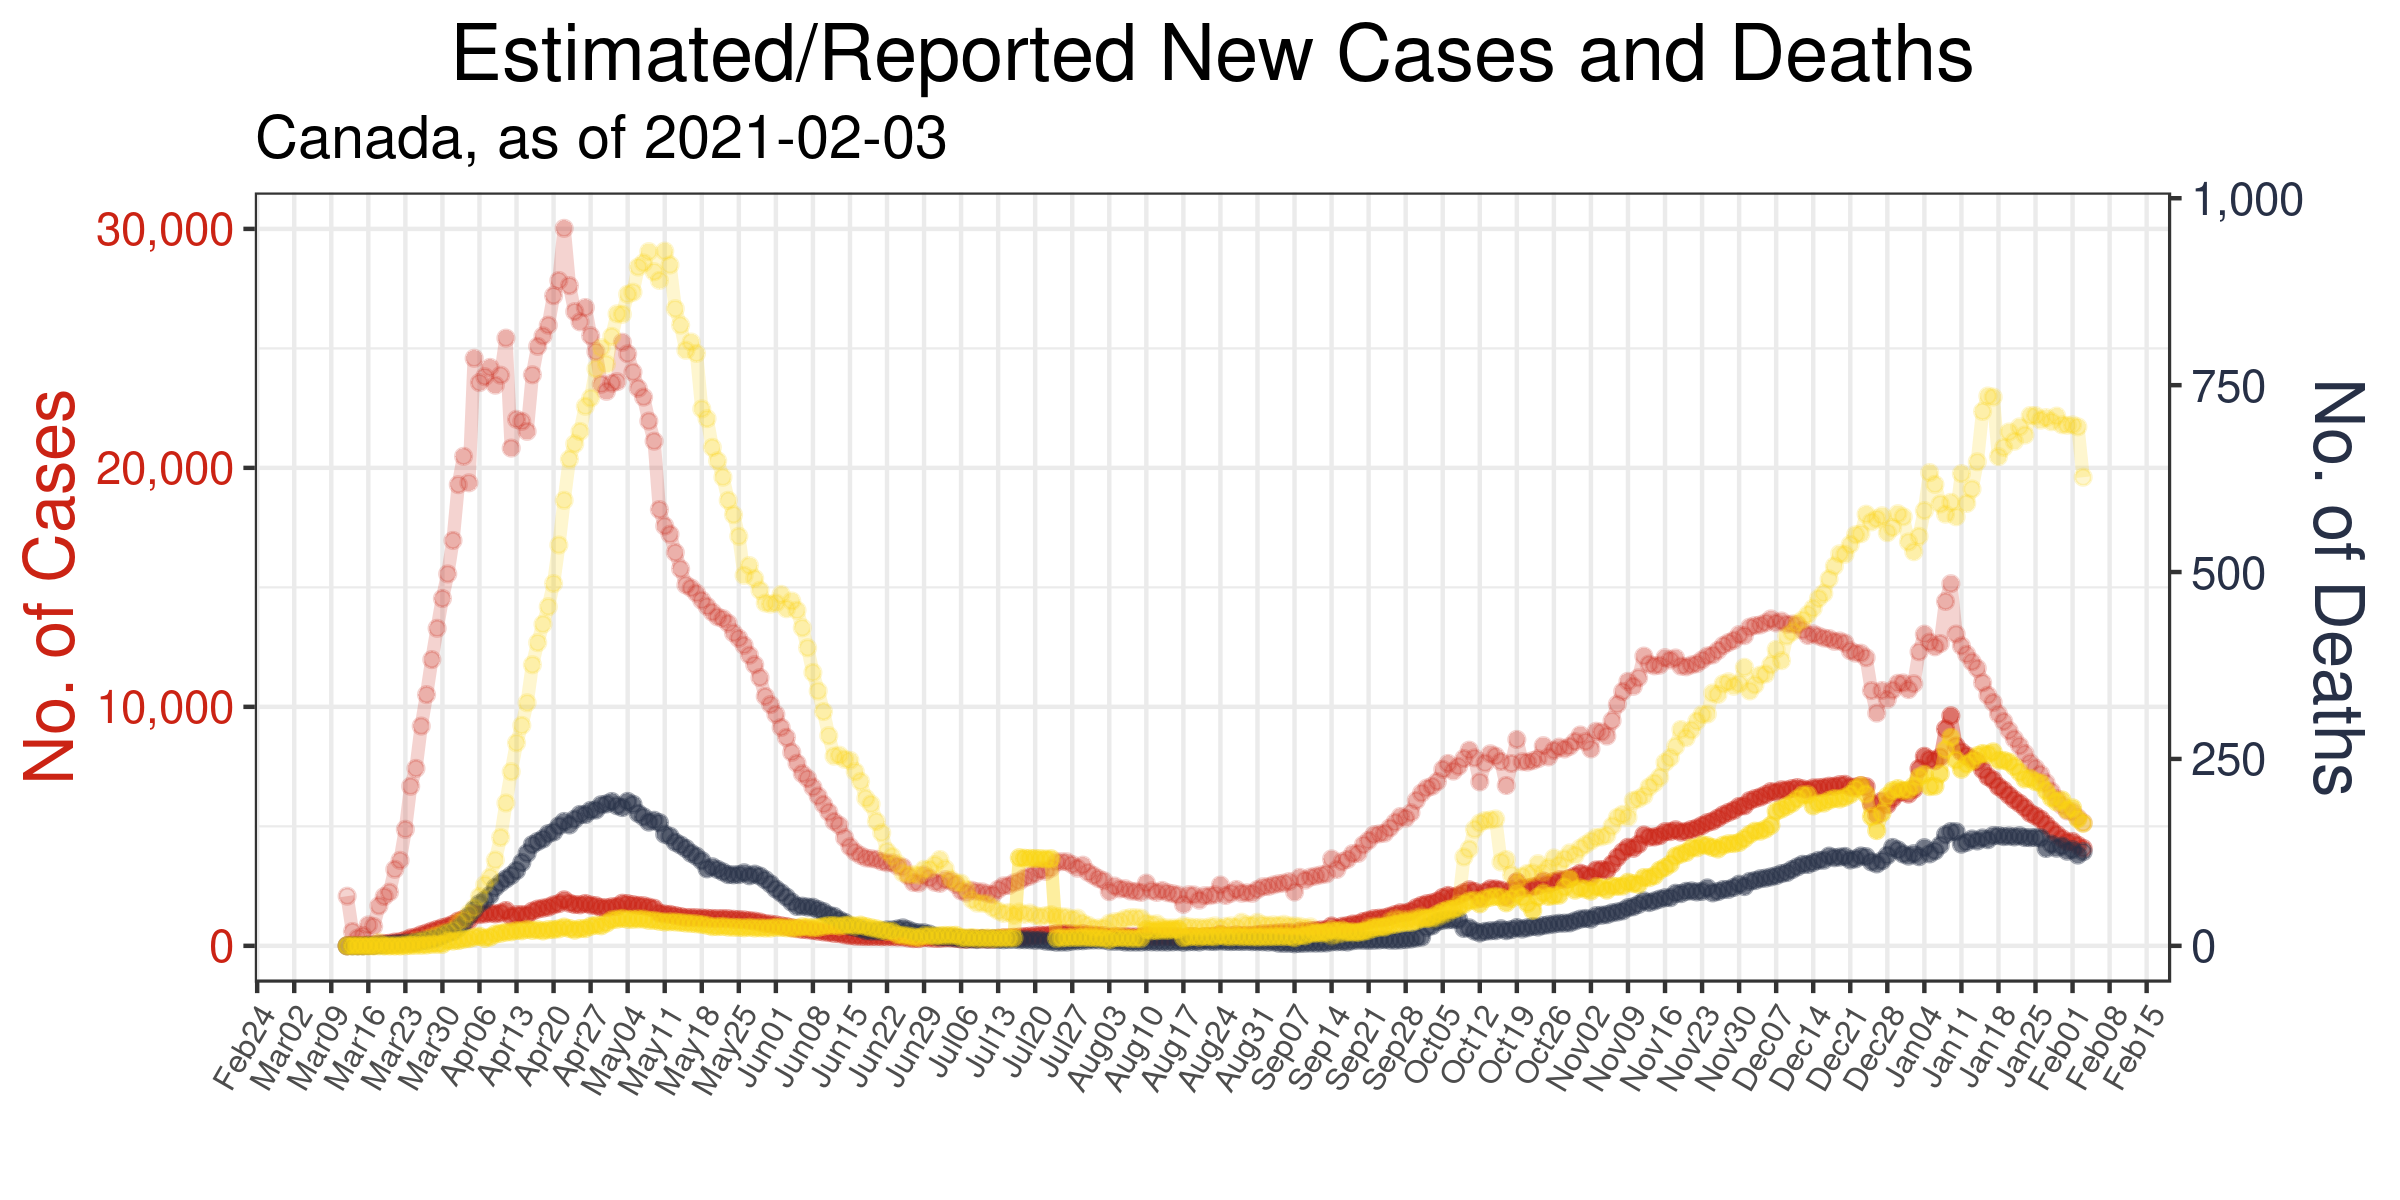 Estimated/Reported New Cases and Deaths
Canada, as of 2021-02-03
No. of Cases
30,000
20,000
10,000
0
1,000
750
500
250
0
No. of Deaths
Feb24
Mar02
Mar09
Mar16
Mar23
Mar30
Apr06
Apr13
Apr20
Apr27
May04
May11
May18
May25
Jun01
Jun08
Jun15
Jun22
Jun29
Jul06
Jul13
Jul20
Jul27
Aug03
Aug10
Aug17
Aug24
Aug31
Sep07
Sep14
Sep21
Sep28
Oct05
Oct12
Oct19
Oct26
Nov02
Nov09
Nov16
Nov23
Nov30
Dec07
Dec14
Dec21
Dec28
Jan04
Jan11
Jan18
Jan25
Feb01
Feb08
Feb15